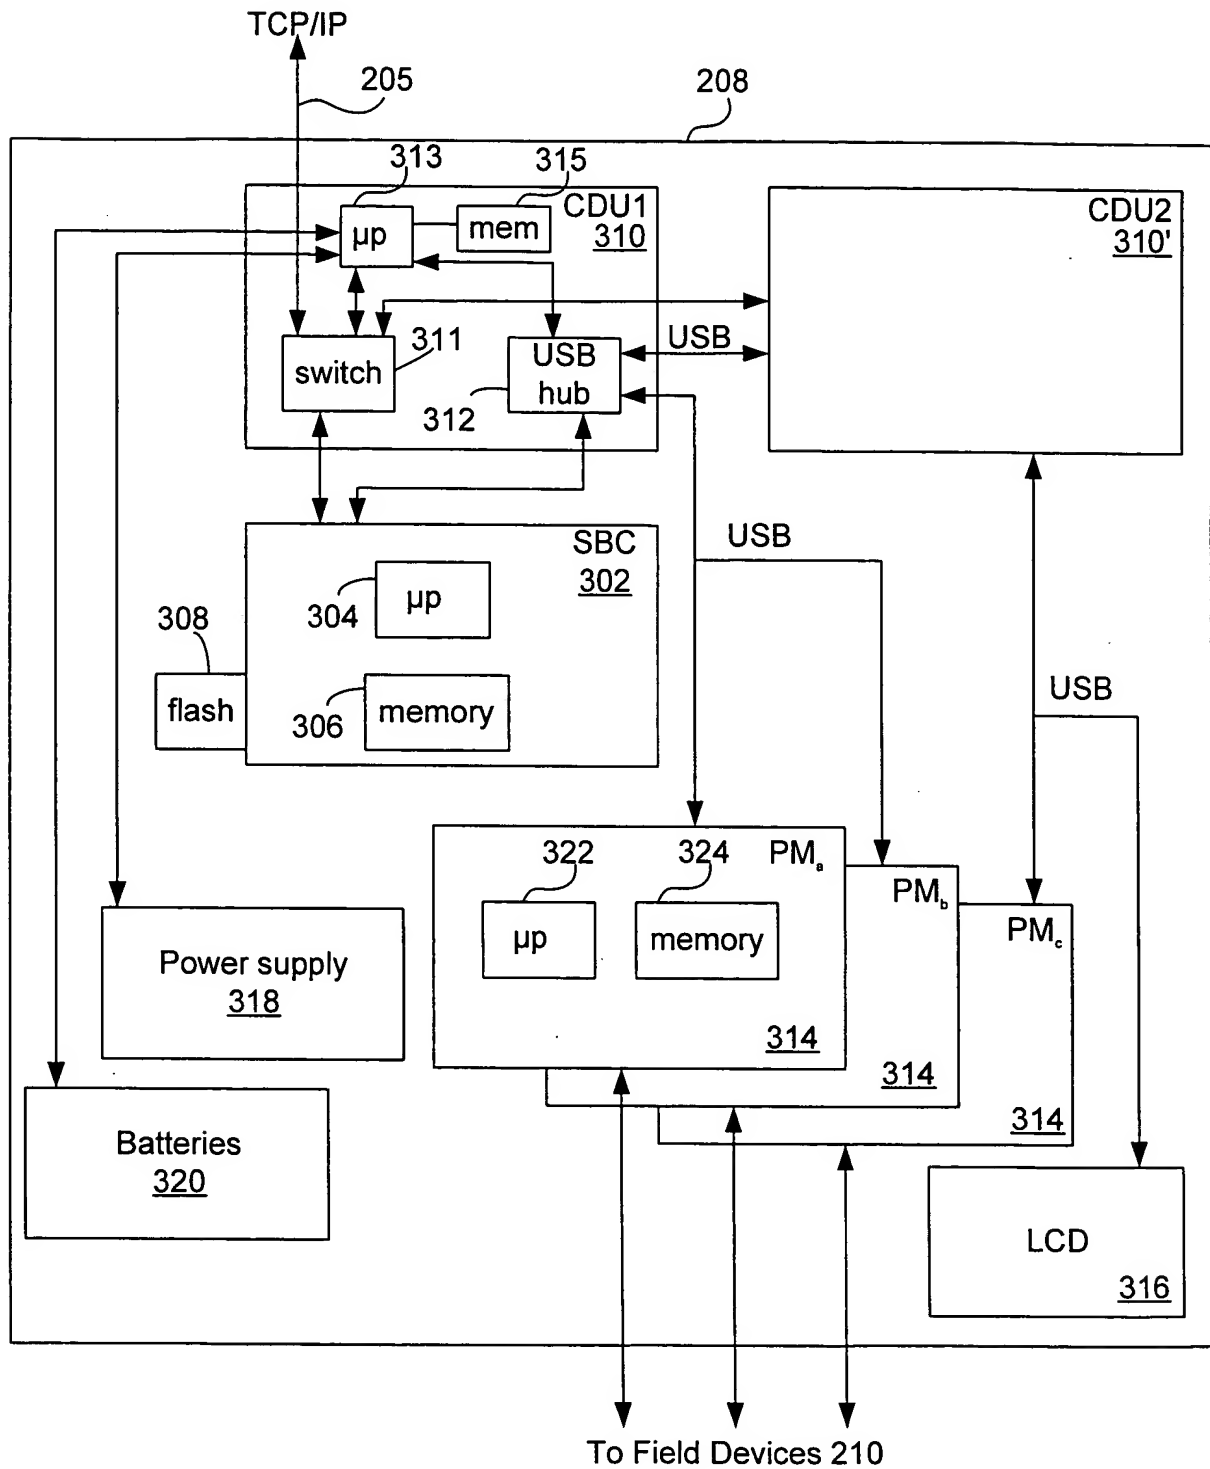 TCP/IP
205
208
313
315
CDU1
310
µp
mem
CDU2
310'
311
switch
USB
hub
312
USB
SBC
302
304
µp
USB
308
flash
306
memory
USB
322
324
PMa
µp
memory
314
PMb
314
PMc
314
Power supply
318
Batteries
320
LCD
316
To Field Devices 210